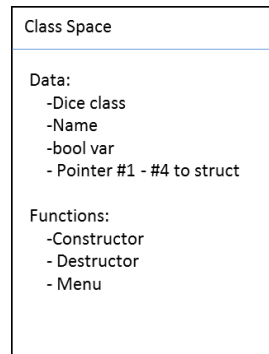 Class Space
Data:
-Dice class
-Name
-bool var
- Pointer #1 - #4 to struct
Functions:
-Constructor
- Destructor
- Menu